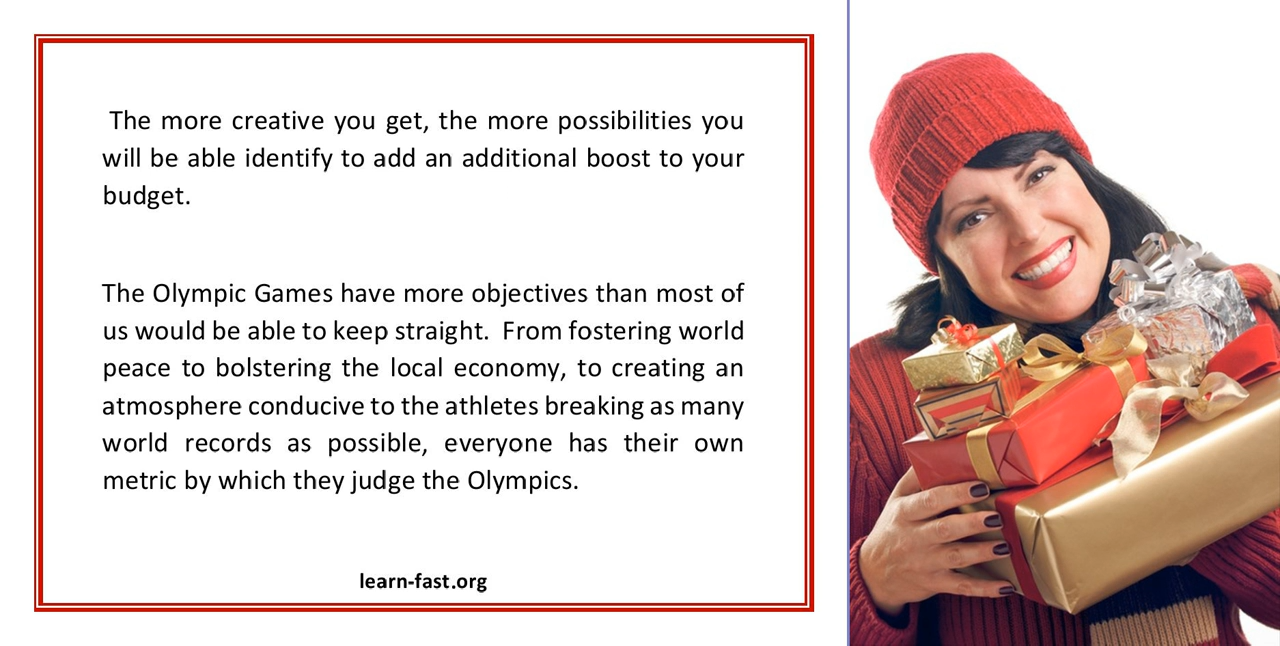 The more creative you get, the more possibilities you
will be able identify to add an additional boost to your
budget.
The Olympic Games have more objectives than most of
us would be able to keep straight.  From fostering world
peace to bolstering the local economy, to creating an
atmosphere conducive to the athletes breaking as many
world records as possible, everyone has their own
metric by which they judge the Olympics.
learn-fast.org